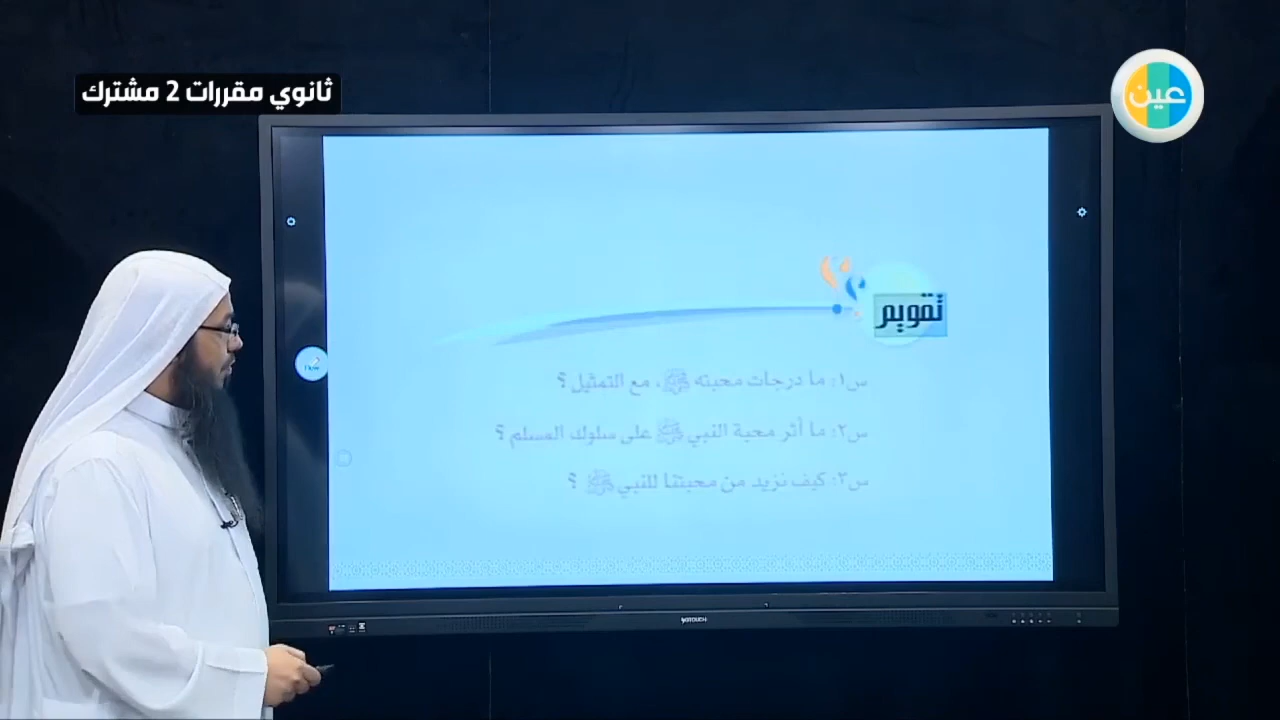 ثانوي مقررات 2 مشترك
عين
تقويم
س١: ما درجات محبته ﷺ، مع التمثيل؟
س٢: ما أثر محبة النبي ﷺ على سلوك المسلم؟
س٣: كيف نزيد من محبتنا للنبي ﷺ؟